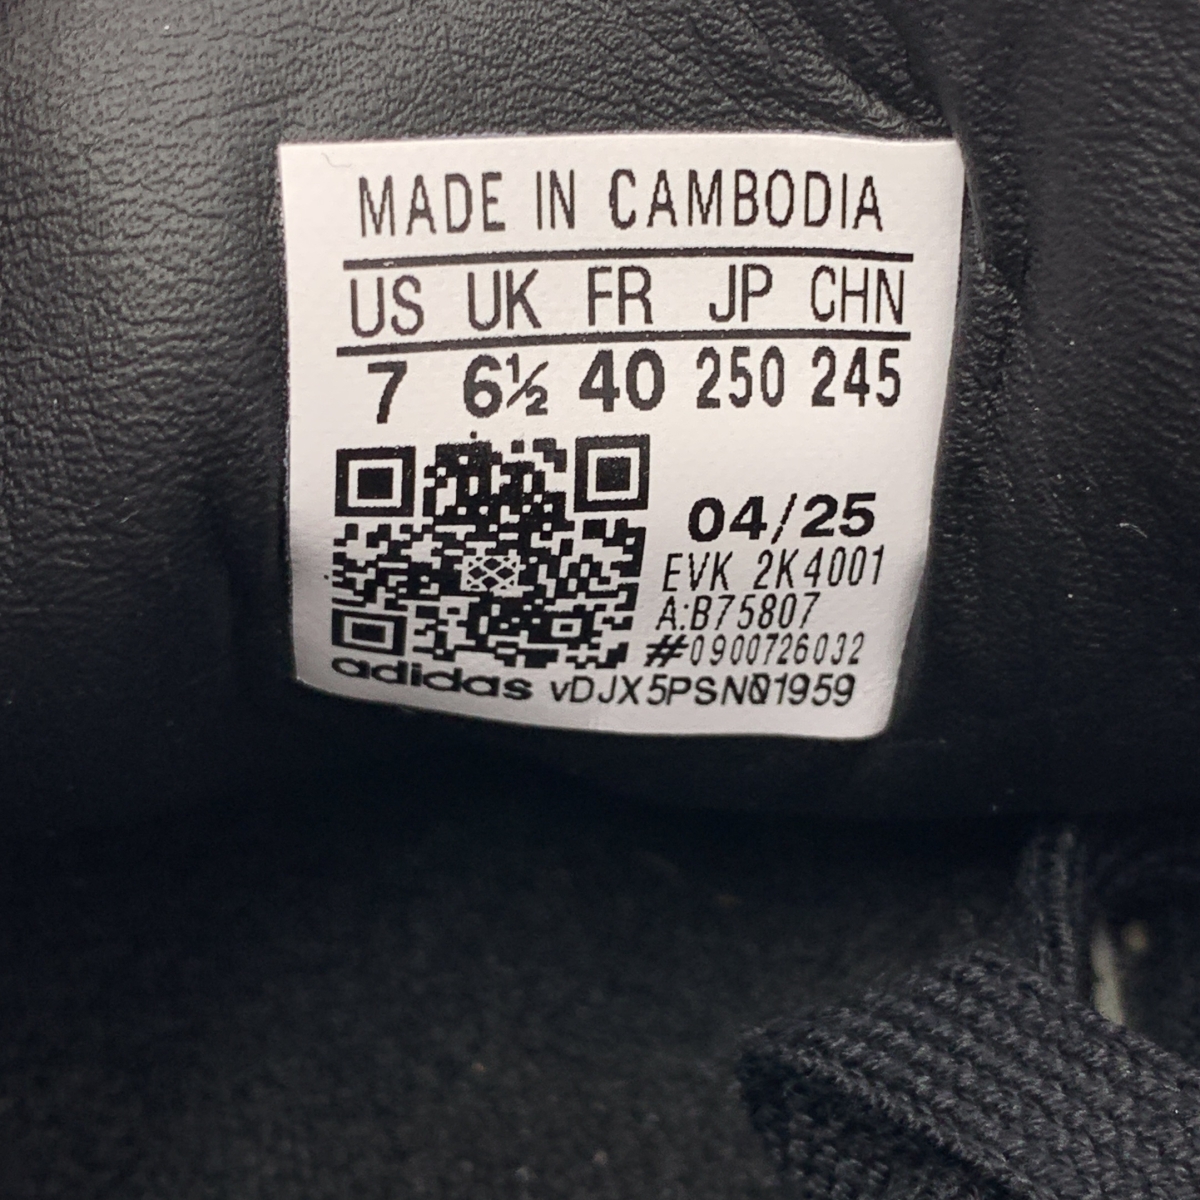 MADE IN CAMBODIA
US UK FR JP CHN
7 6½ 40 250 245
04/25
EVK 2K4001
A:B75807
#0900726032
adidas vDJX5PSN01959